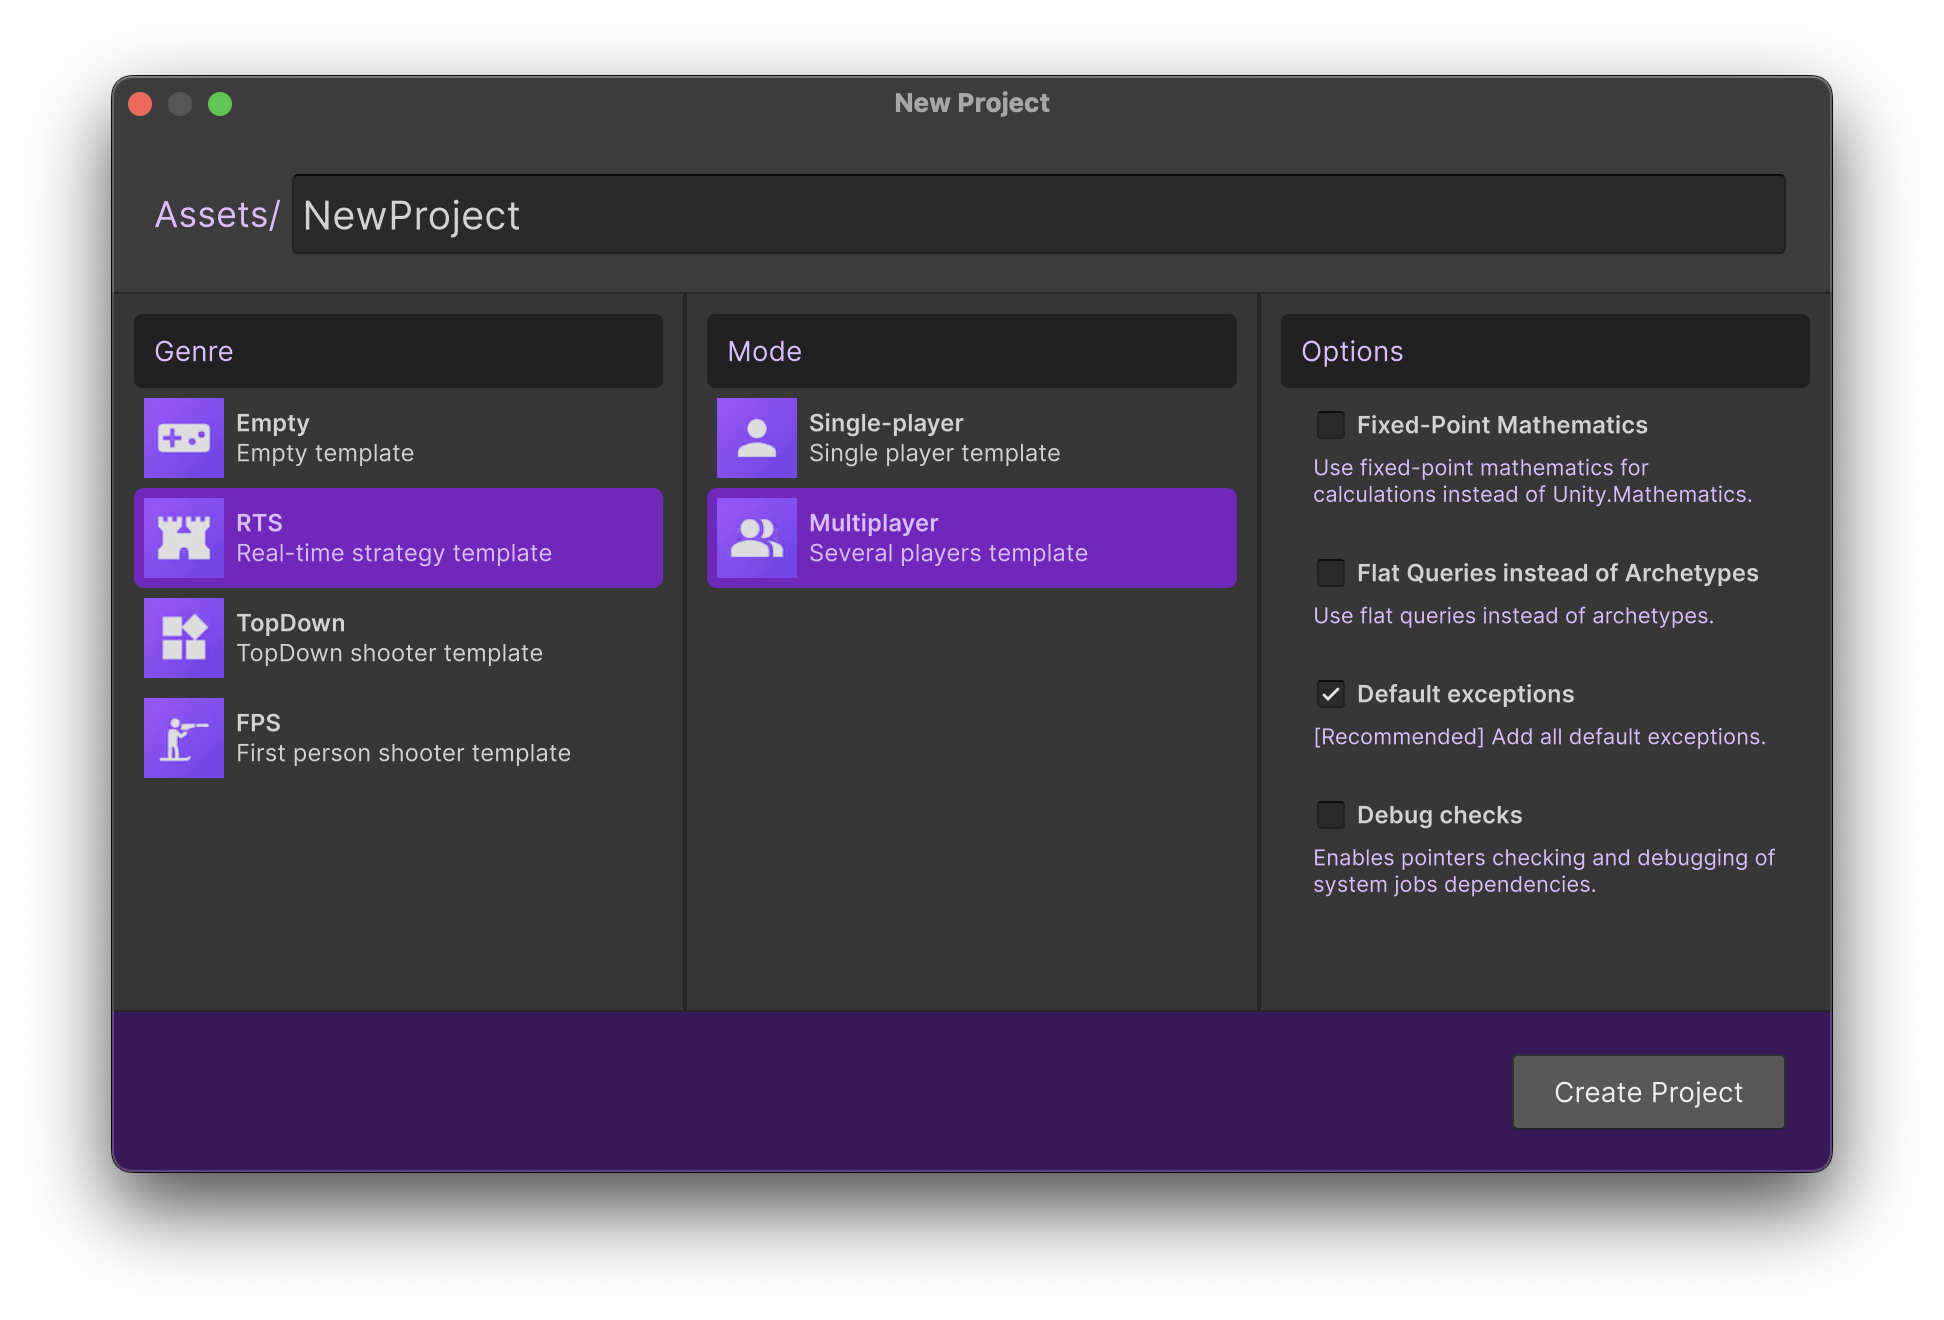 New Project
Assets/ NewProject
Genre
Empty
Empty template
RTS
Real-time strategy template
TopDown
TopDown shooter template
FPS
First person shooter template
Mode
Single-player
Single player template
Multiplayer
Several players template
Options
Fixed-Point Mathematics
Use fixed-point mathematics for
calculations instead of Unity.Mathematics.
Flat Queries instead of Archetypes
Use flat queries instead of archetypes.
Default exceptions
[Recommended] Add all default exceptions.
Debug checks
Enables pointers checking and debugging of
system jobs dependencies.
Create Project